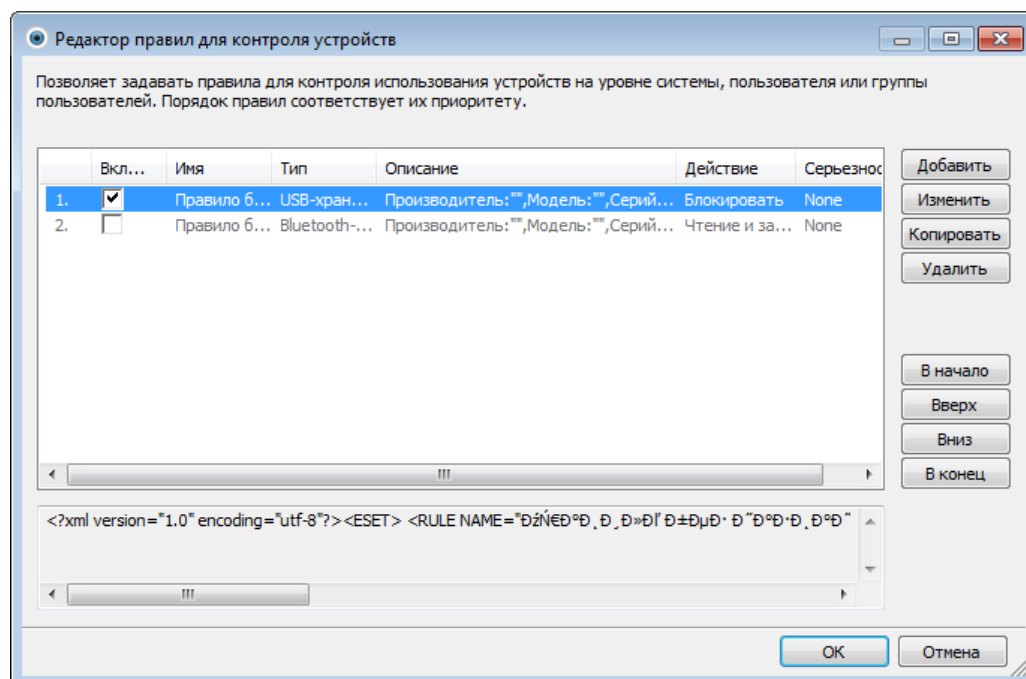 Редактор правил для контроля устройств
Позволяет задавать правила для контроля использования устройств на уровне системы, пользователя или группы
пользователей. Порядок правил соответствует их приоритету.
Вкл... Имя Тип Описание Действие Серьезнос
1. Правило б... USB-хран... Производитель:"",Модель:"",Серий... Блокировать None
2. Правило б... Bluetooth-... Производитель:"",Модель:"",Серий... Чтение и за... None
Добавить
Изменить
Копировать
Удалить
В начало
Вверх
Вниз
В конец
<?xml version="1.0" encoding="utf-8"?><ESET> <RULE NAME="
OK
Отмена